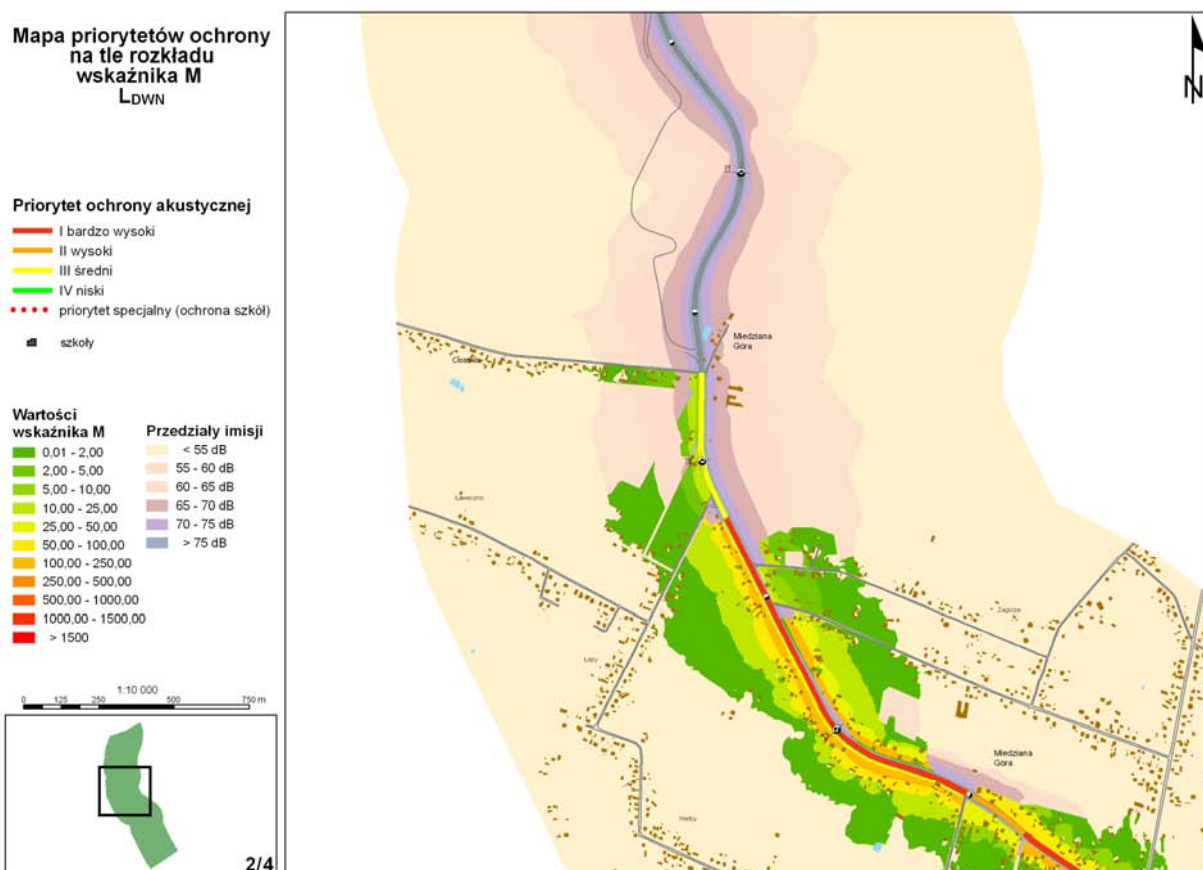 Mapa priorytetów ochrony
na tle rozkładu
wskaźnika M
LDWN
Priorytet ochrony akustycznej
I bardzo wysoki
II wysoki
III średni
IV niski
priorytet specjalny (ochrona szkół)
szkoły
Wartości
wskaźnika M
0,01 - 2,00
2,00 - 5,00
5,00 - 10,00
10,00 - 25,00
25,00 - 50,00
50,00 - 100,00
100,00 - 250,00
250,00 - 500,00
500,00 - 1000,00
1000,00 - 1500,00
> 1500
Przedziały imisji
< 55 dB
55 - 60 dB
60 - 65 dB
65 - 70 dB
70 - 75 dB
> 75 dB
1:10 000
0 125 250 500 750 m
2/4
N
Miedziana
Góra
Zagórze
Łazy
Miedziana
Góra
Herby